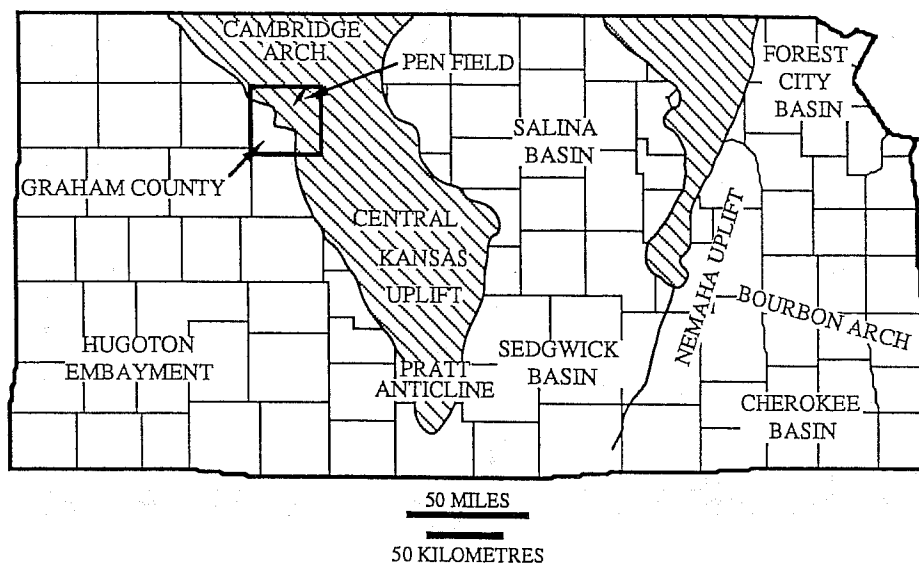 CAMBRIDGE
ARCH
PEN FIELD
FOREST
CITY
BASIN
SALINA
BASIN
GRAHAM COUNTY
CENTRAL
KANSAS
UPLIFT
NEMAHA UPLIFT
BOURBON ARCH
HUGOTON
EMBAYMENT
PRATT
ANTICLINE
SEDGWICK
BASIN
CHEROKEE
BASIN
50 MILES
50 KILOMETRES